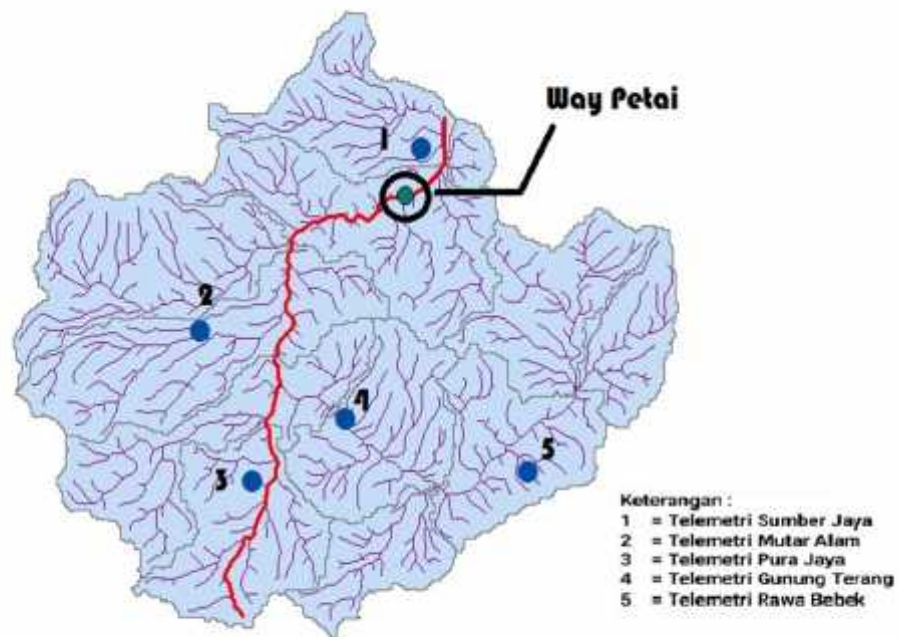 Way Petai
1
2
4
3
5
Keterangan :
1 = Telemetri Sumber Jaya
2 = Telemetri Mutar Alam
3 = Telemetri Pura Jaya
4 = Telemetri Gunung Terang
5 = Telemetri Rawa Bebek